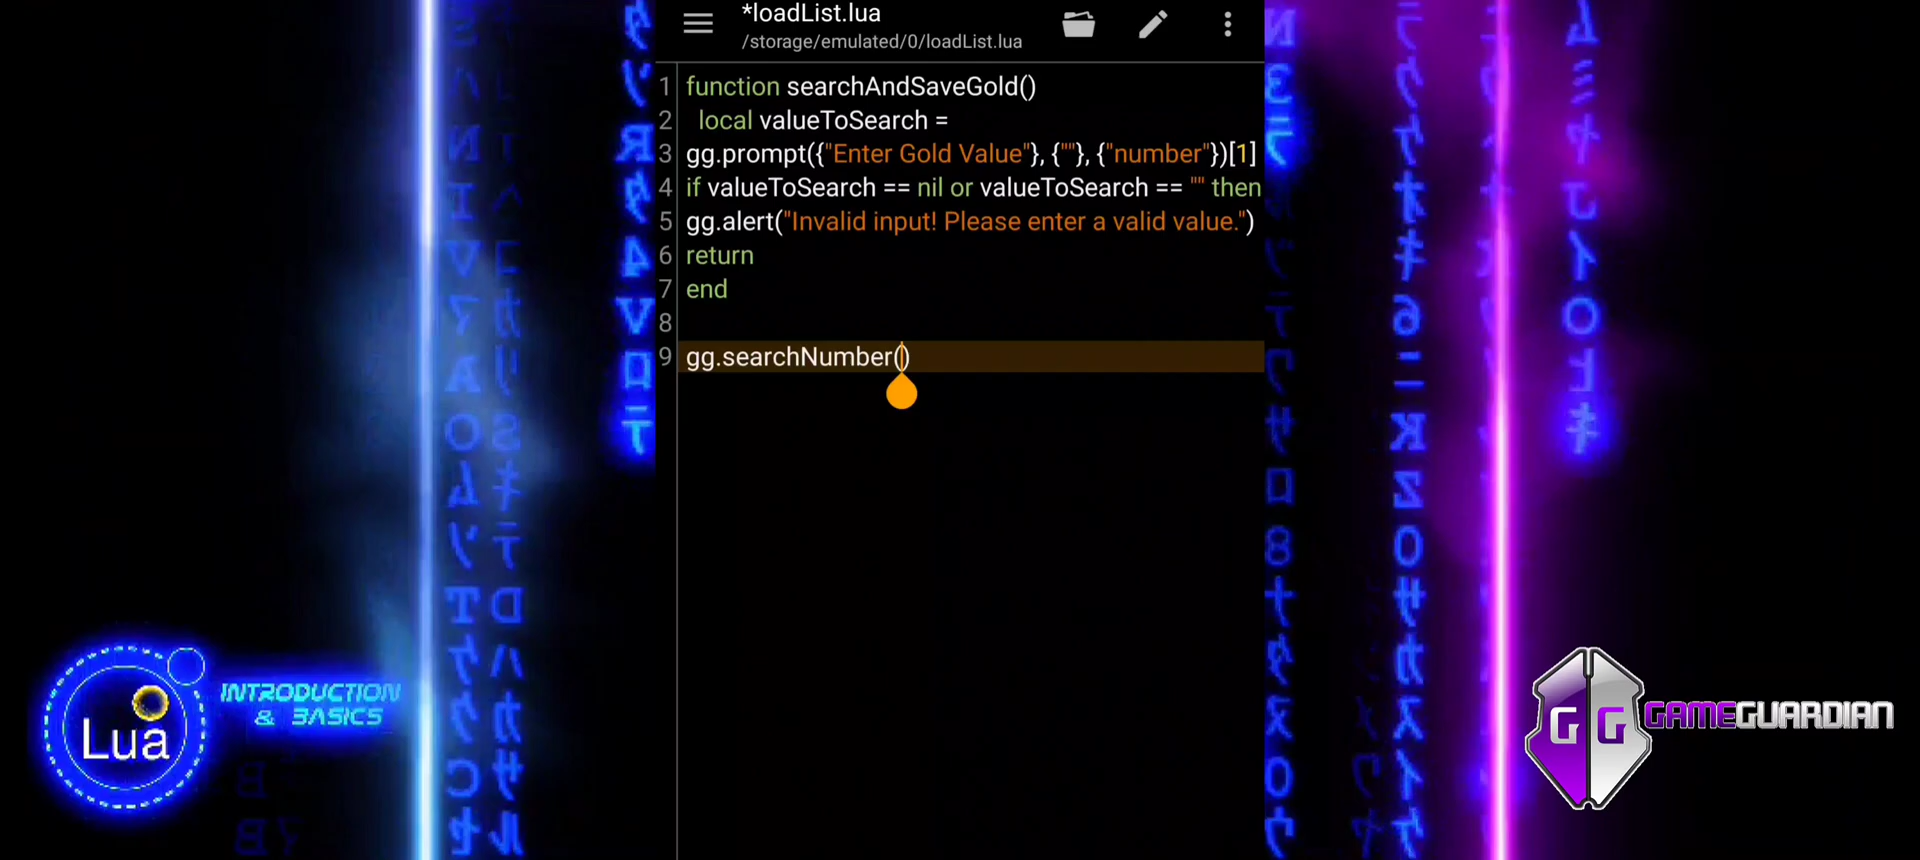 *loadList.lua
/storage/emulated/0/loadList.lua
1 function searchAndSaveGold()
2 local valueToSearch =
3 gg.prompt({"Enter Gold Value"}, {""}, {"number"})[1]
4 if valueToSearch == nil or valueToSearch == "" then
5 gg.alert("Invalid input! Please enter a valid value.")
6 return
7 end
8
9 gg.searchNumber()
Lua
INTRODUCTION
& BASICS
GG GAMEGUARDIAN